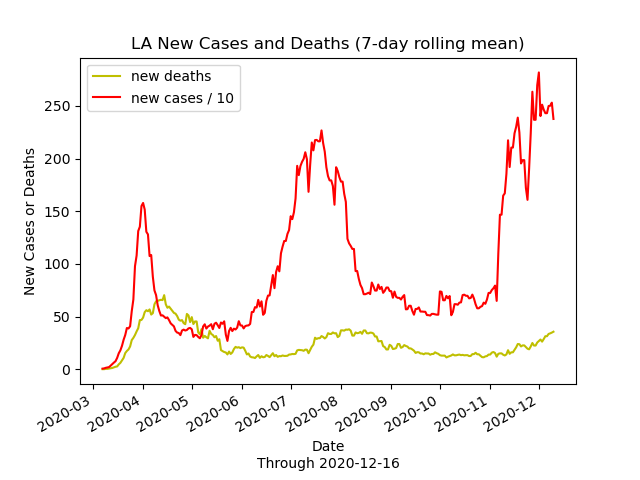 LA New Cases and Deaths (7-day rolling mean)
new deaths
new cases / 10
New Cases or Deaths
250
200
150
100
50
0
2020-03
2020-04
2020-05
2020-06
2020-07
2020-08
2020-09
2020-10
2020-11
2020-12
Date
Through 2020-12-16